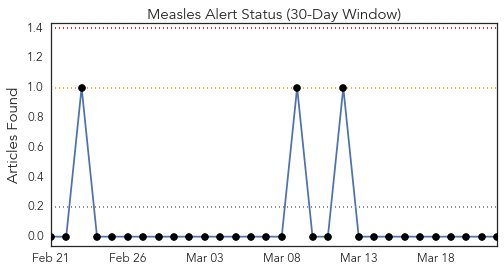 Measles Alert Status (30-Day Window)
1.4
1.2
1.0
0.8
0.6
0.4
0.2
0.0
Articles Found
Feb 21 Feb 26 Mar 03 Mar 08 Mar 13 Mar 18